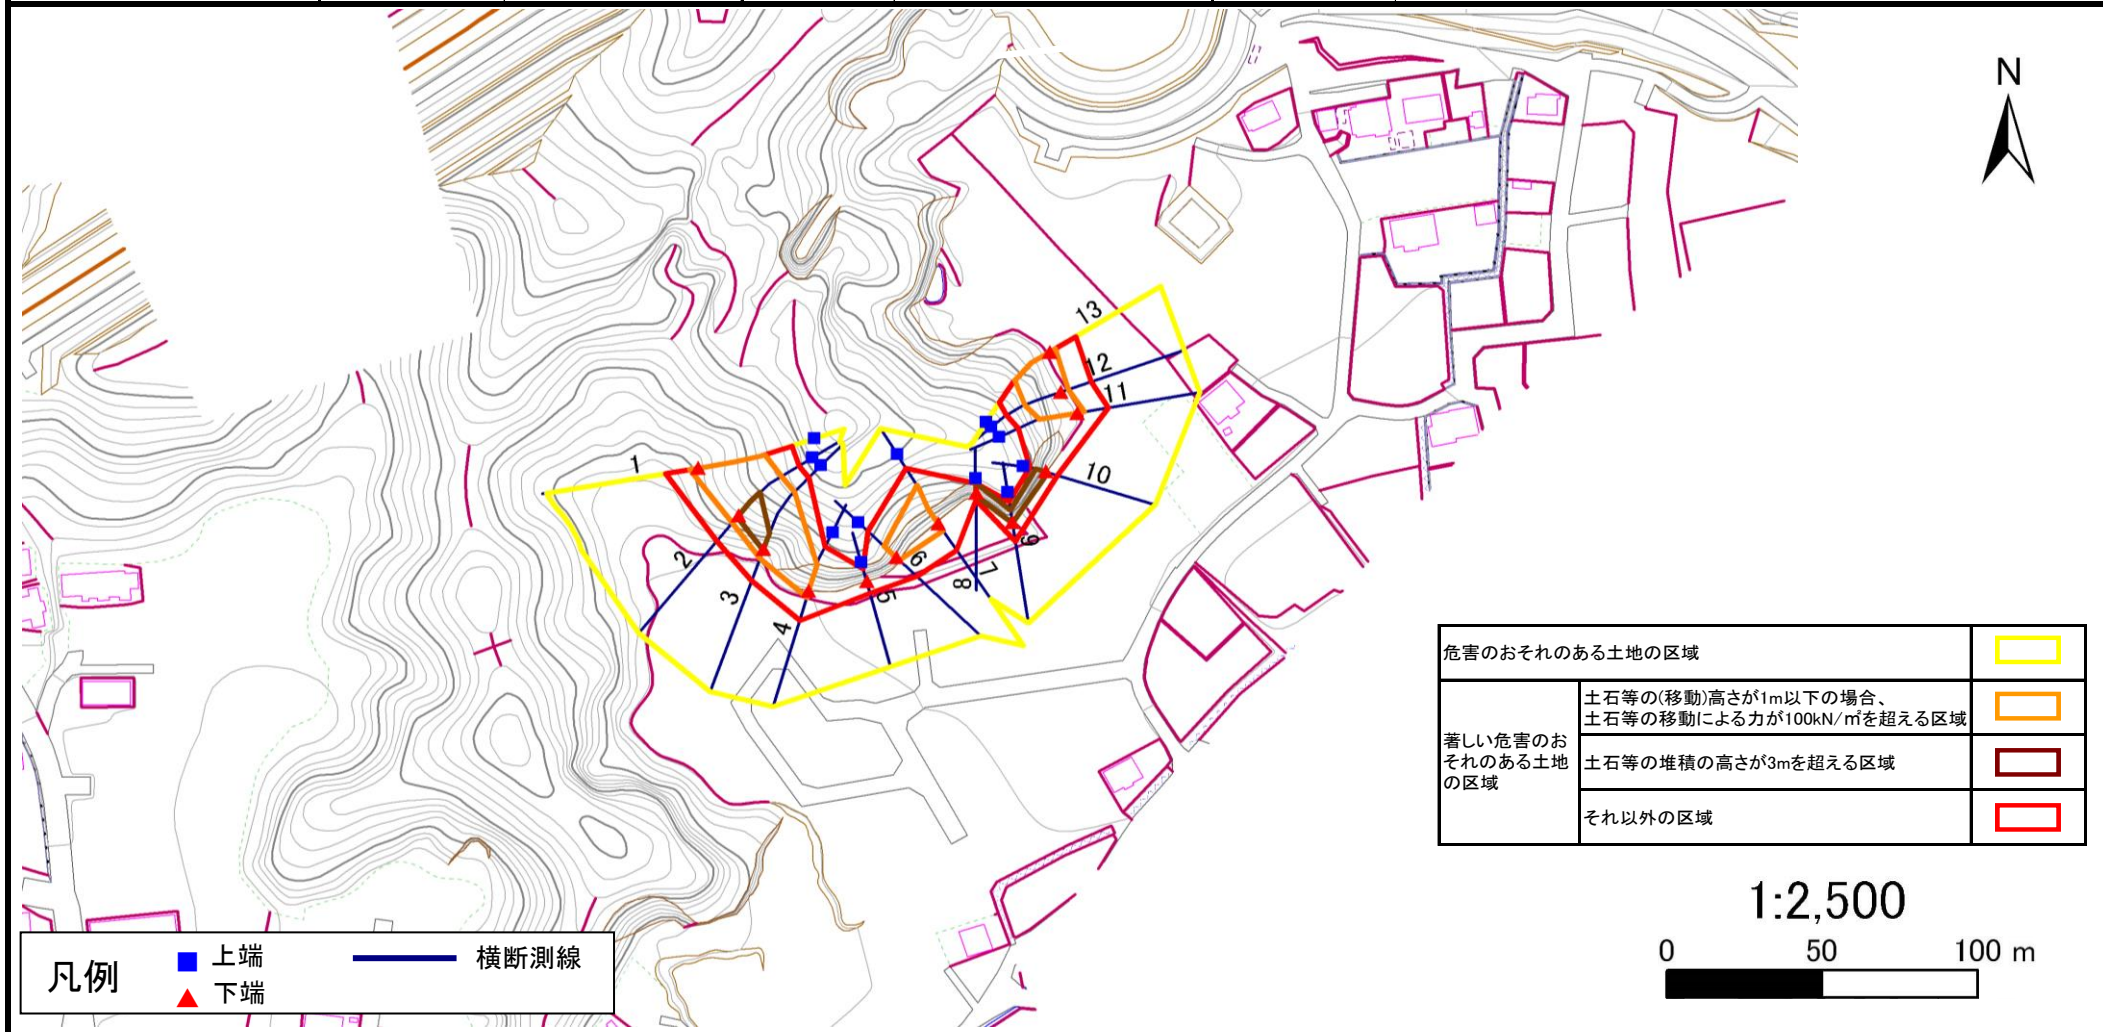 N
13
12
11
1
10
2
3
4
5
6
7
8
9
危害のおそれのある土地の区域
著しい危害のお
それのある土地
の区域
土石等の(移動)高さが1m以下の場合、
土石等の移動による力が100kN/㎡を超える区域
土石等の堆積の高さが3mを超える区域
それ以外の区域
1:2,500
0 50 100 m
凡例
上端
下端
横断測線